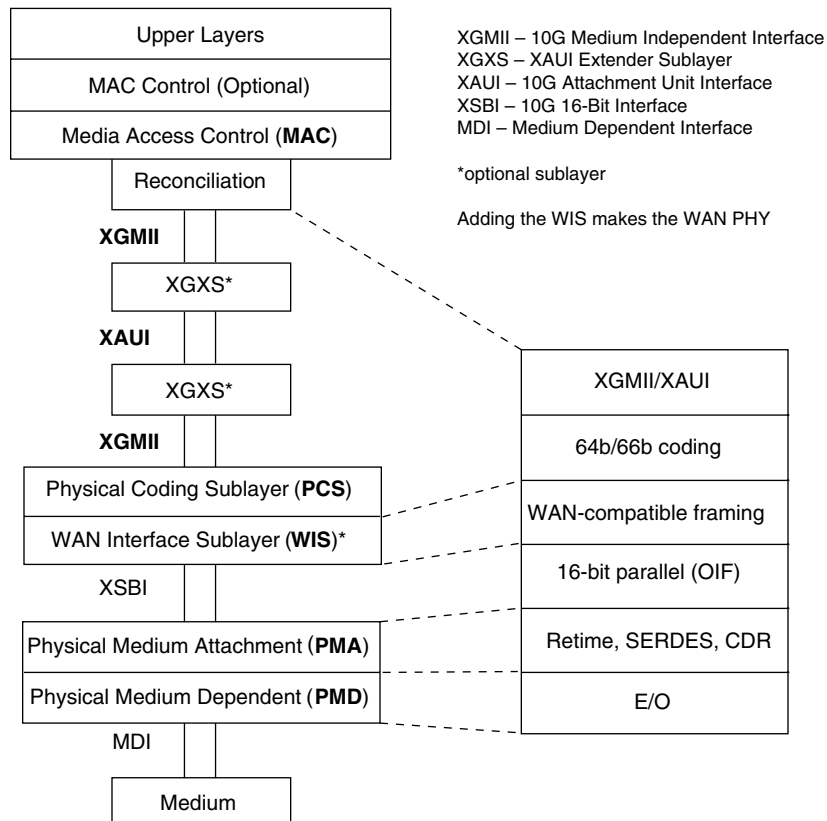 Upper Layers
MAC Control (Optional)
Media Access Control (MAC)
Reconciliation
XGMII
XGXS*
XAUI
XGXS*
XGMII
Physical Coding Sublayer (PCS)
WAN Interface Sublayer (WIS)*
XSBI
Physical Medium Attachment (PMA)
Physical Medium Dependent (PMD)
MDI
Medium
XGMII – 10G Medium Independent Interface
XGXS – XAUI Extender Sublayer
XAUI – 10G Attachment Unit Interface
XSBI – 10G 16-Bit Interface
MDI – Medium Dependent Interface
*optional sublayer
Adding the WIS makes the WAN PHY
XGMII/XAUI
64b/66b coding
WAN-compatible framing
16-bit parallel (OIF)
Retime, SERDES, CDR
E/O